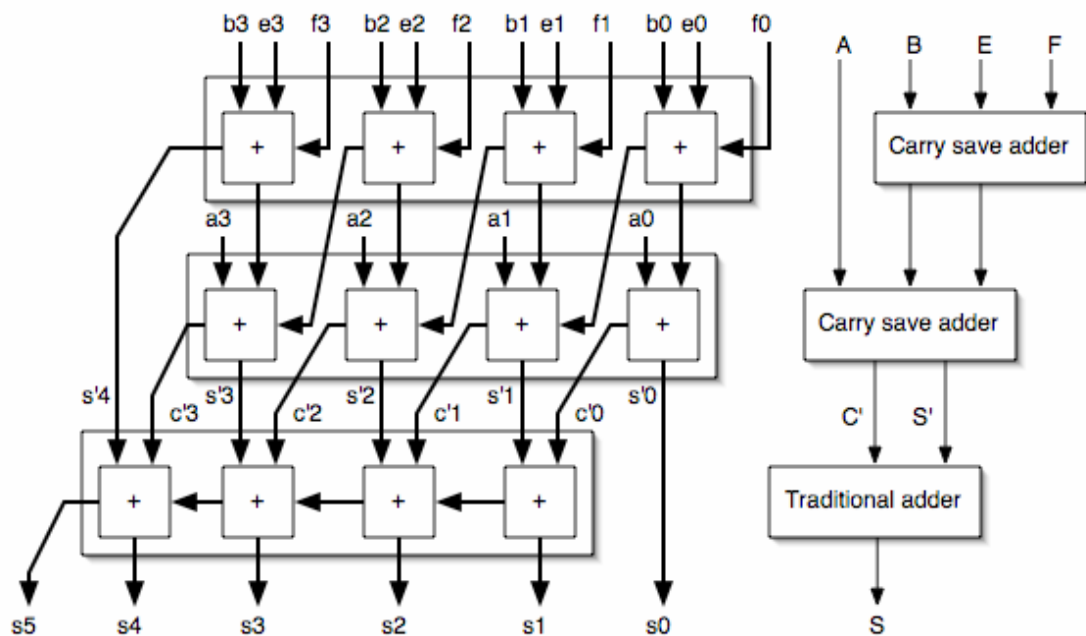 b3 e3 f3 b2 e2 f2 b1 e1 f1 b0 e0 f0
+ + + +
a3 a2 a1 a0
+ + + +
s'4 c'3 s'3 c'2 s'2 c'1 s'1 c'0 s'0
+ + + +
s5 s4 s3 s2 s1 s0
A B E F
Carry save adder
Carry save adder
C' S'
Traditional adder
S